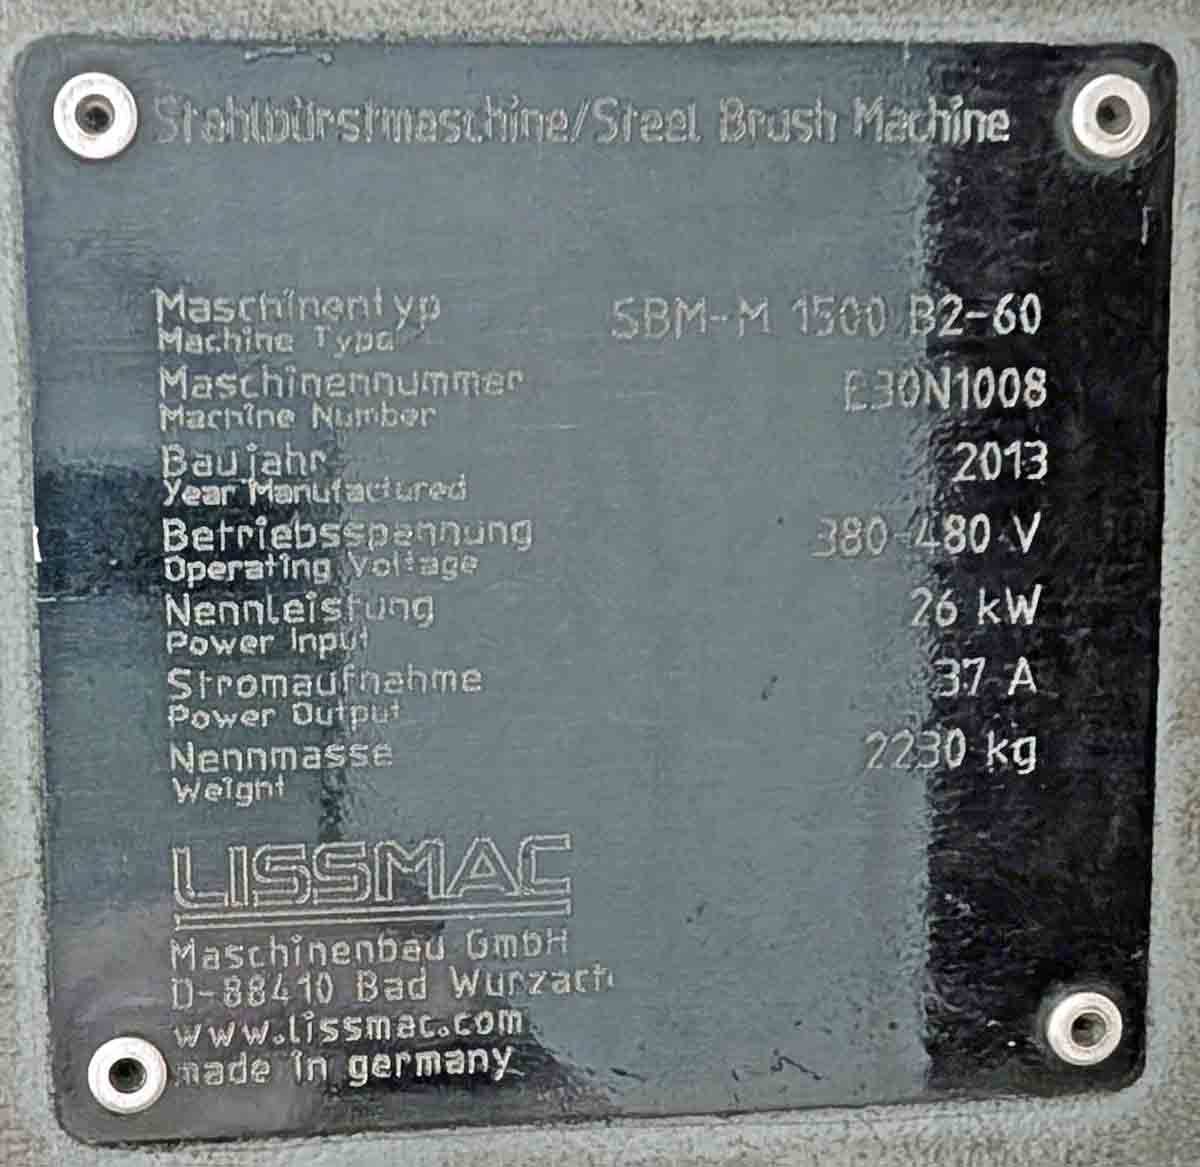 Stahlbürstmaschine/Steel Brush Machine
Maschinentyp SBM-M 1500 B2-60
Machine Type
Maschinennummer E30N1008
Machine Number
Baujahr 2013
Year Manufactured
Betriebsspannung 380-480 V
Operating Voltage
Nennleistung 26 kW
Power Input
Stromaufnahme 37 A
Power Output
Nennmasse 2230 kg
Weight
LISSMAC
Maschinenbau GmbH
D-88410 Bad Wurzach
www.lissmac.com
made in germany